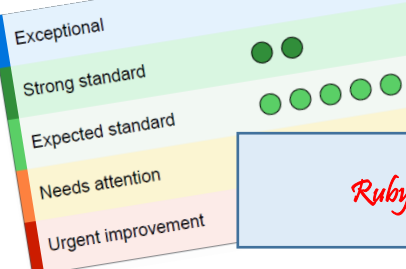 Exceptional
Strong standard
Expected standard
Needs attention
Urgent improvement
Ruby